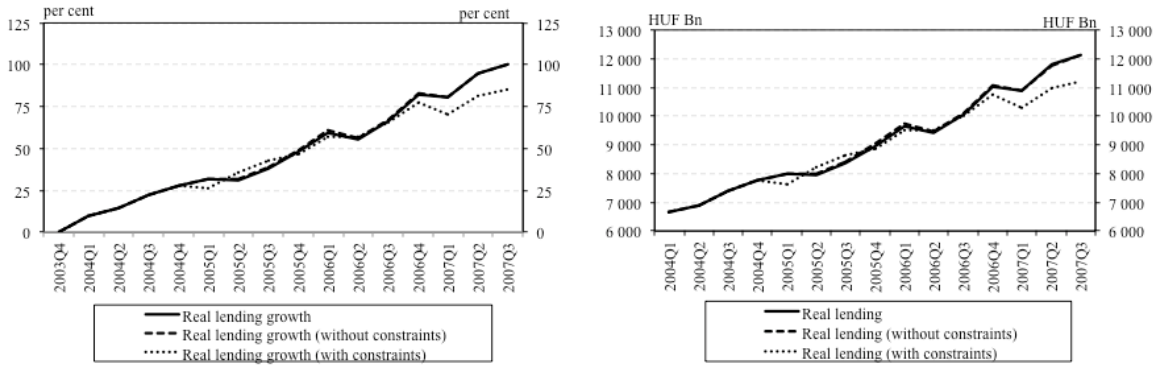 per cent per cent
125 125
100 100
75 75
50 50
25 25
0 0
2003Q4 2004Q1 2004Q2 2004Q3 2004Q4 2005Q1 2005Q2 2005Q3 2005Q4 2006Q1 2006Q2 2006Q3 2006Q4 2007Q1 2007Q2 2007Q3
Real lending growth
Real lending growth (without constraints)
Real lending growth (with constraints)
HUF Bn HUF Bn
13 000 13 000
12 000 12 000
11 000 11 000
10 000 10 000
9 000 9 000
8 000 8 000
7 000 7 000
6 000 6 000
2004Q1 2004Q2 2004Q3 2004Q4 2005Q1 2005Q2 2005Q3 2005Q4 2006Q1 2006Q2 2006Q3 2006Q4 2007Q1 2007Q2 2007Q3
Real lending
Real lending (without constraints)
Real lending (with constraints)